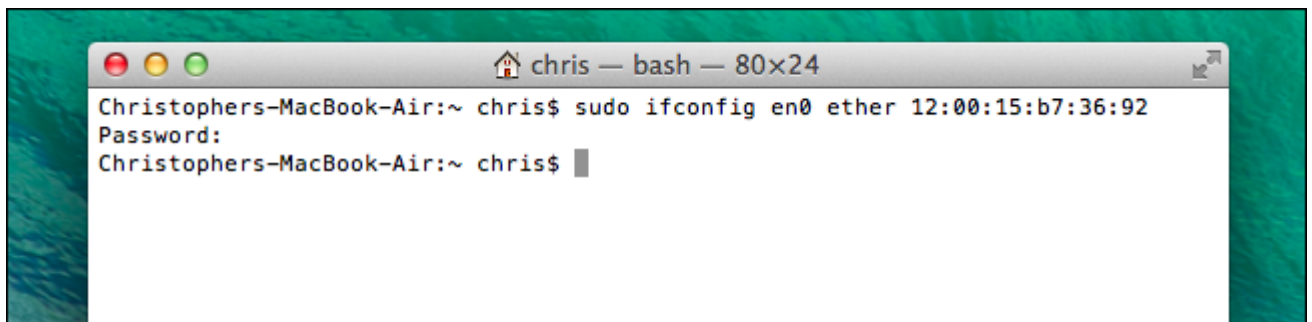 chris — bash — 80×24
Christophers-MacBook-Air:~ chris$ sudo ifconfig en0 ether 12:00:15:b7:36:92
Password:
Christophers-MacBook-Air:~ chris$